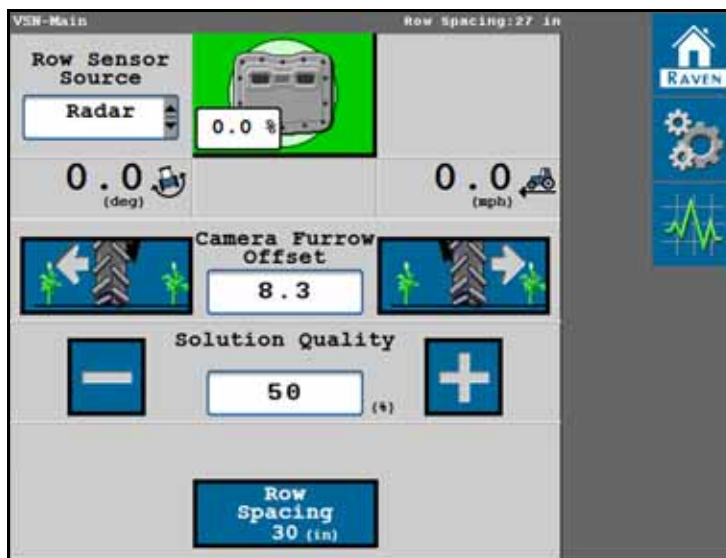 VSN-Main
Row Spacing:27 in
Row Sensor
Source
Radar
0.0 %
RAVEN
0.0
(deg)
0.0
(mph)
Camera Furrow
Offset
8.3
Solution Quality
50
(%)
Row
Spacing
30 (in)